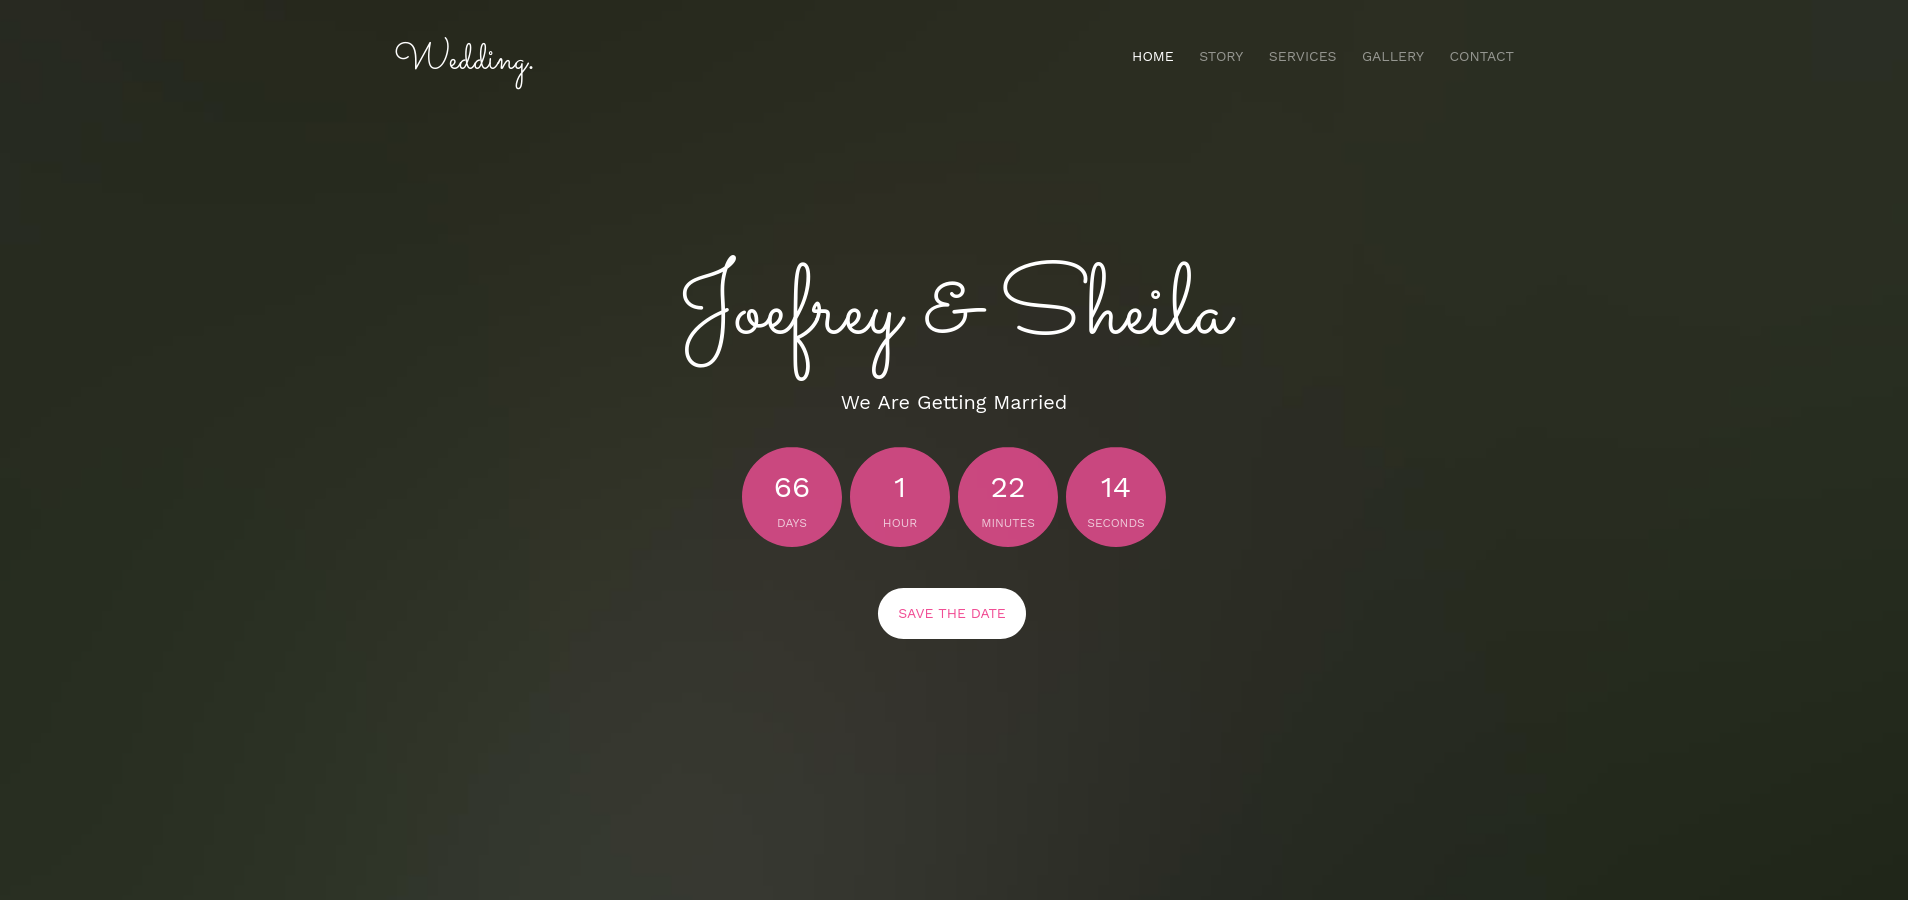 Wedding.
HOME STORY SERVICES GALLERY CONTACT
Joefrey & Sheila
We Are Getting Married
66 1 22 14
DAYS HOUR MINUTES SECONDS
SAVE THE DATE